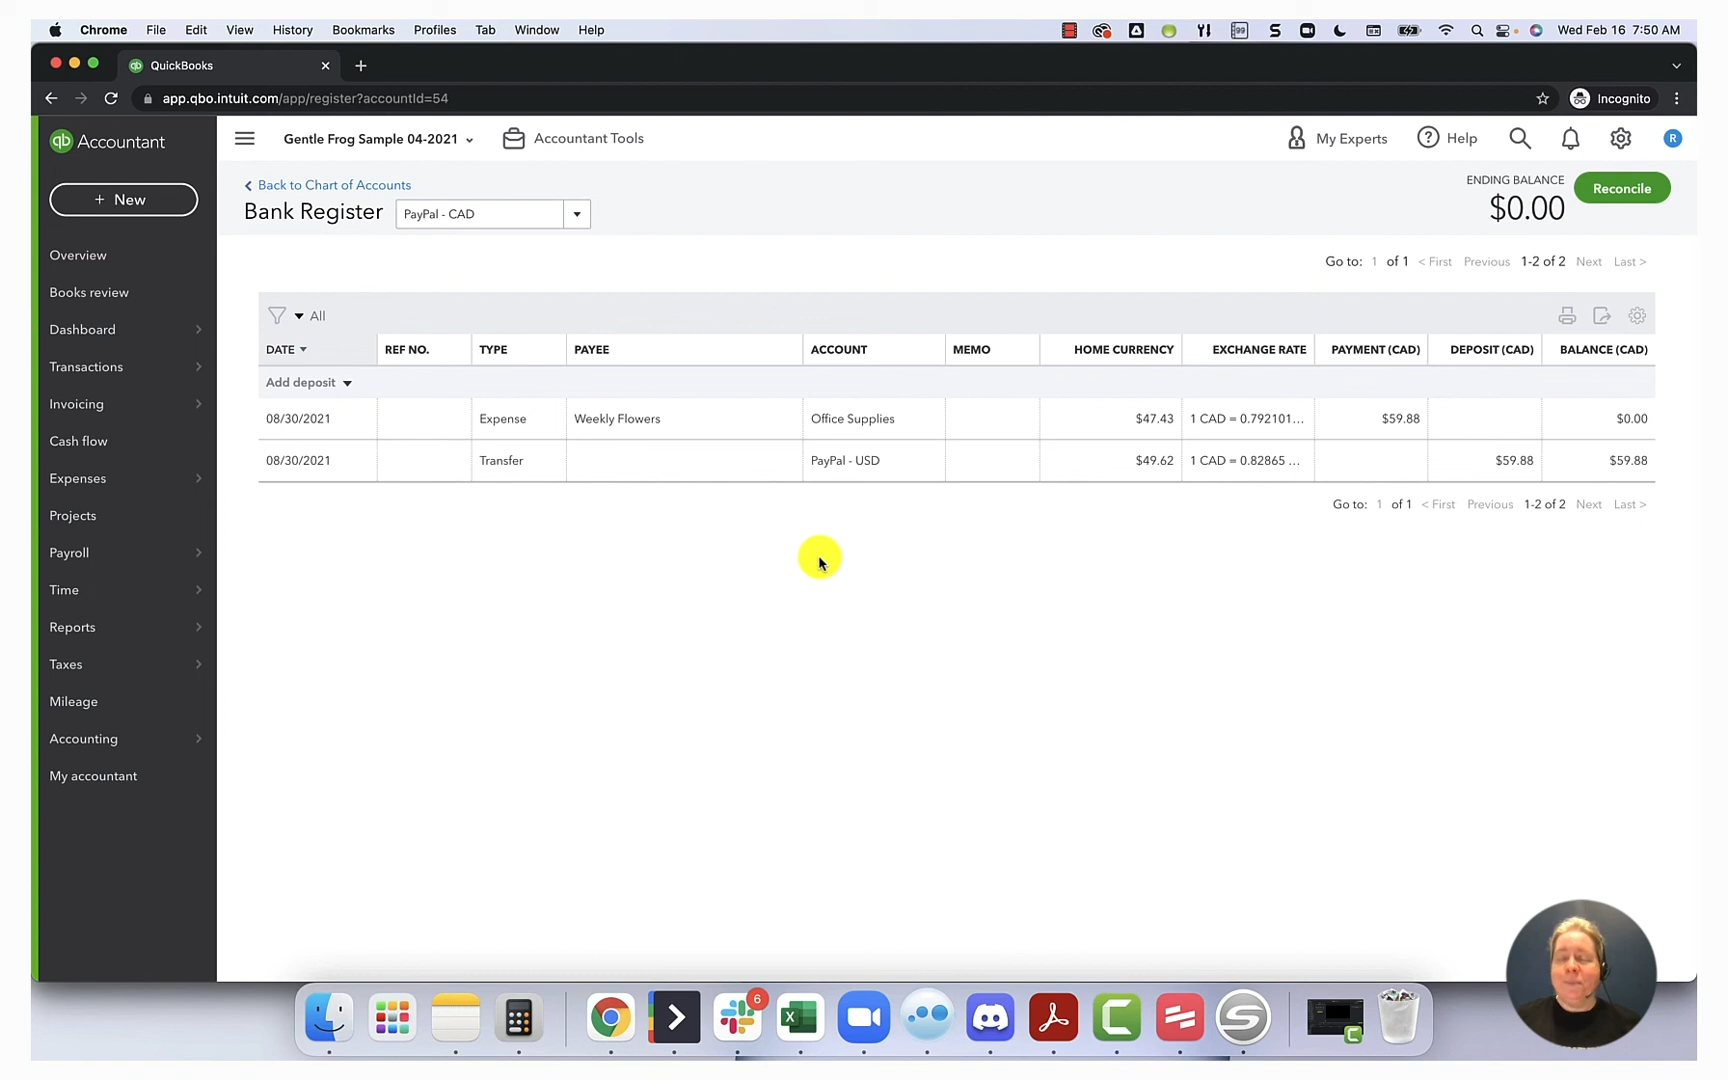 Chrome File Edit View History Bookmarks Profiles Tab Window Help Wed Feb 16 7:50 AM
QuickBooks
app.qbo.intuit.com/app/register?accountId=54 Incognito
qb Accountant
Gentle Frog Sample 04-2021 Accountant Tools My Experts Help R
+ New
Back to Chart of Accounts
Bank Register PayPal - CAD
ENDING BALANCE
$0.00
Reconcile
Overview
Books review
Dashboard
Transactions
Invoicing
Cash flow
Expenses
Projects
Payroll
Time
Reports
Taxes
Mileage
Accounting
My accountant
Go to: 1 of 1 < First Previous 1-2 of 2 Next Last >
All
DATE REF NO. TYPE PAYEE ACCOUNT MEMO HOME CURRENCY EXCHANGE RATE PAYMENT (CAD) DEPOSIT (CAD) BALANCE (CAD)
Add deposit
08/30/2021 Expense Weekly Flowers Office Supplies $47.43 1 CAD = 0.792101... $59.88 $0.00
08/30/2021 Transfer PayPal - USD $49.62 1 CAD = 0.82865 ... $59.88 $59.88
Go to: 1 of 1 < First Previous 1-2 of 2 Next Last >
6